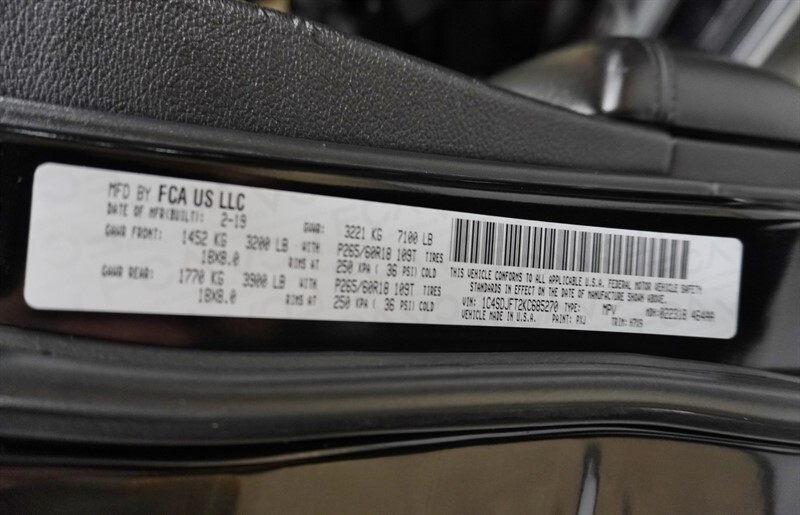 MFD BY FCA US LLC
DATE OF MFR(BUILT): 2-19 GVWR: 3221 KG 7100 LB
GAWR FRONT: 1452 KG 3200 LB WITH P265/60R18 109T TIRES
18X8.0 RIMS AT 250 KPA ( 36 PSI) COLD
GAWR REAR: 1770 KG 3900 LB WITH P265/60R18 109T TIRES
18X8.0 RIMS AT 250 KPA ( 36 PSI) COLD
THIS VEHICLE CONFORMS TO ALL APPLICABLE U.S.A. FEDERAL MOTOR VEHICLE SAFETY
STANDARDS IN EFFECT ON THE DATE OF MANUFACTURE SHOWN ABOVE.
VIN: 1C4SDJFT2KC685270 TYPE: MPV MDH:
VEHICLE MADE IN U.S.A. PAINT: PXJ TRIM: